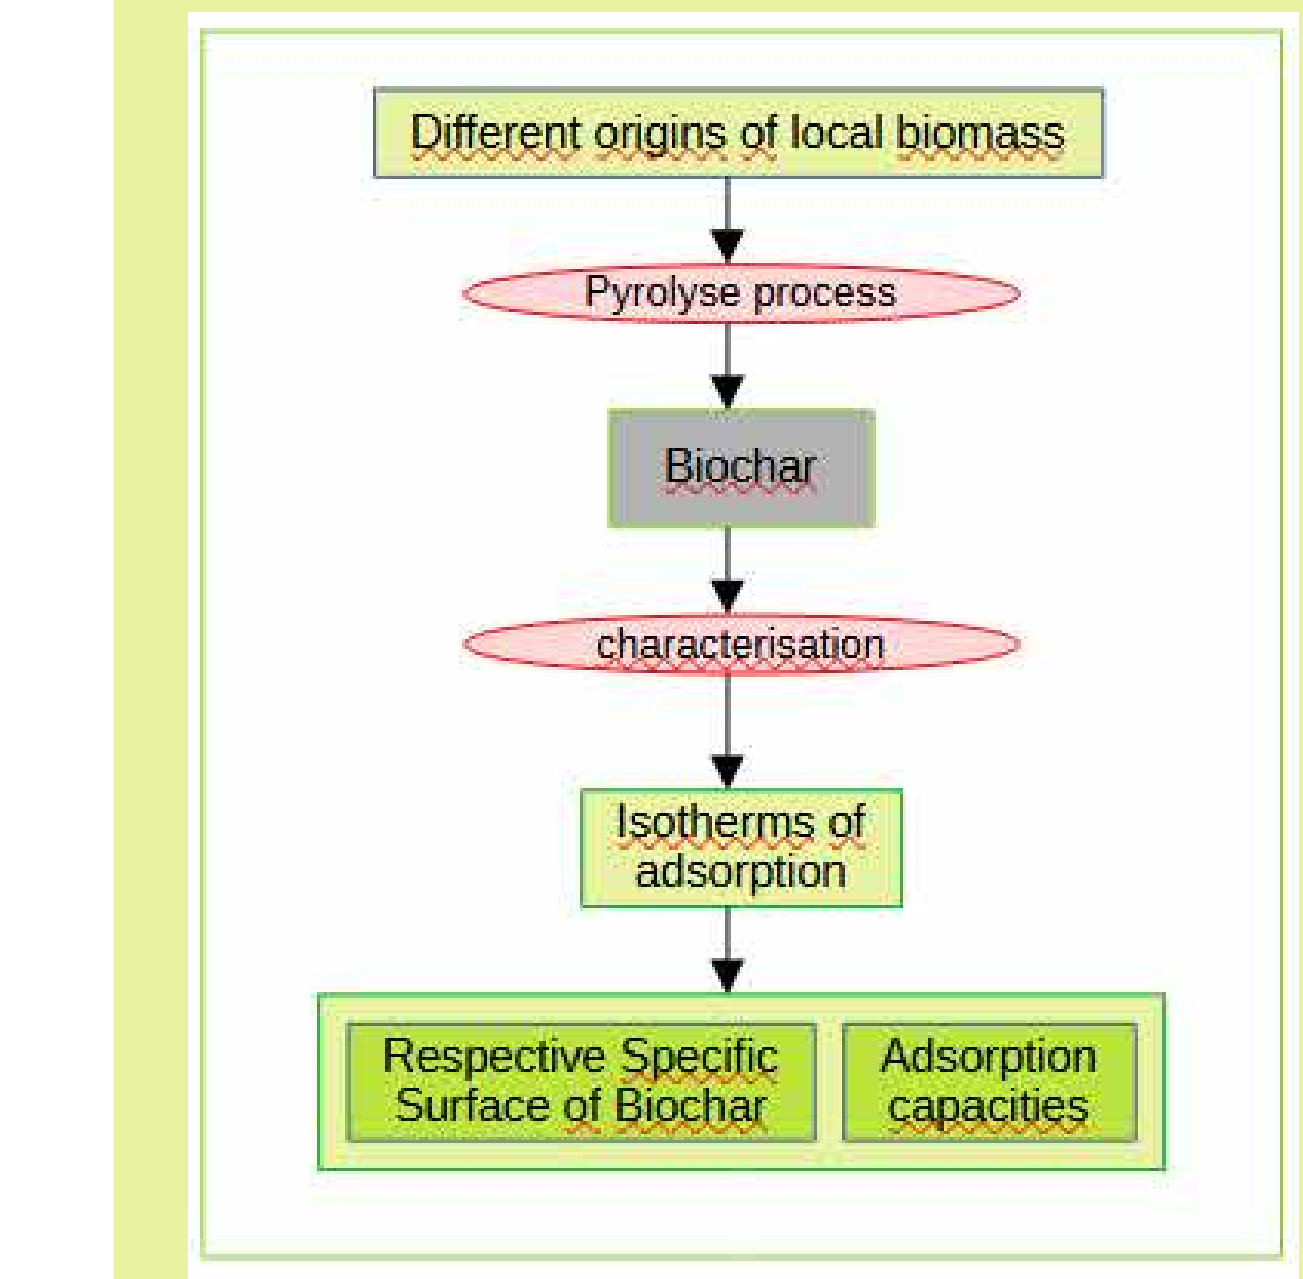 Different origins of local biomass
Pyrolyse process
Biochar
characterisation
Isotherms of
adsorption
Respective Specific
Surface of Biochar
Adsorption
capacities